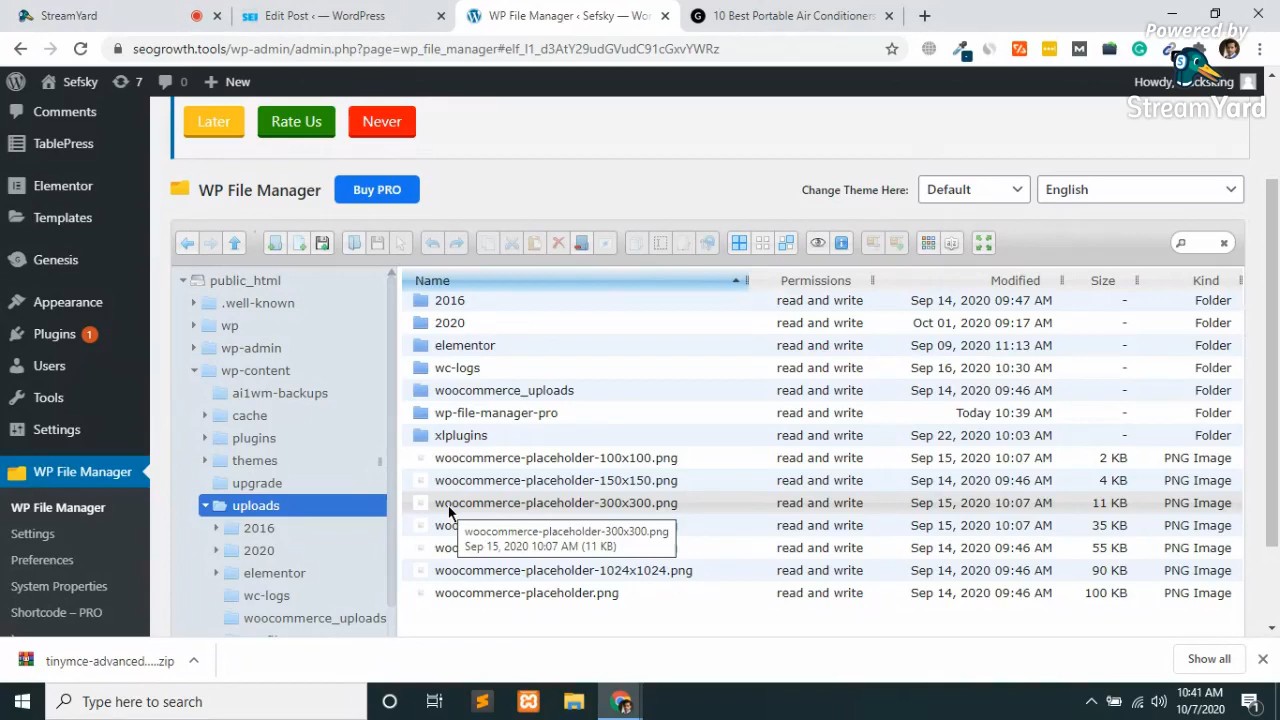 StreamYard
Edit Post ‹ — WordPress
WP File Manager ‹ Sefsky — Wo
10 Best Portable Air Conditioners
Powered by
StreamYard
seogrowth.tools/wp-admin/admin.php?page=wp_file_manager#elf_l1_d3AtY29udGVudC91cGxvYWRz
Sefsky
7
0
New
Howdy,
Comments
TablePress
Elementor
Templates
Genesis
Appearance
Plugins 1
Users
Tools
Settings
WP File Manager
WP File Manager
Settings
Preferences
System Properties
Shortcode – PRO
Later
Rate Us
Never
WP File Manager
Buy PRO
Change Theme Here:
Default
English
public_html
.well-known
wp
wp-admin
wp-content
ai1wm-backups
cache
plugins
themes
upgrade
uploads
2016
2020
elementor
wc-logs
woocommerce_uploads
Name Permissions Modified Size Kind
2016 read and write Sep 14, 2020 09:47 AM - Folder
2020 read and write Oct 01, 2020 09:17 AM - Folder
elementor read and write Sep 09, 2020 11:13 AM - Folder
wc-logs read and write Sep 16, 2020 10:30 AM - Folder
woocommerce_uploads read and write Sep 14, 2020 09:46 AM - Folder
wp-file-manager-pro read and write Today 10:39 AM - Folder
xlplugins read and write Sep 22, 2020 10:03 AM - Folder
woocommerce-placeholder-100x100.png read and write Sep 15, 2020 10:07 AM 2 KB PNG Image
woocommerce-placeholder-150x150.png read and write Sep 15, 2020 10:07 AM 4 KB PNG Image
woocommerce-placeholder-300x300.png read and write Sep 15, 2020 10:07 AM 11 KB PNG Image
woo read and write Sep 15, 2020 10:07 AM 35 KB PNG Image
woocommerce-placeholder-300x300.png
Sep 15, 2020 10:07 AM (11 KB)
woo read and write Sep 14, 2020 09:46 AM 55 KB PNG Image
woocommerce-placeholder-1024x1024.png read and write Sep 14, 2020 09:46 AM 90 KB PNG Image
woocommerce-placeholder.png read and write Sep 14, 2020 09:46 AM 100 KB PNG Image
tinymce-advanced.....zip
Show all
Type here to search
10:41 AM
10/7/2020
1